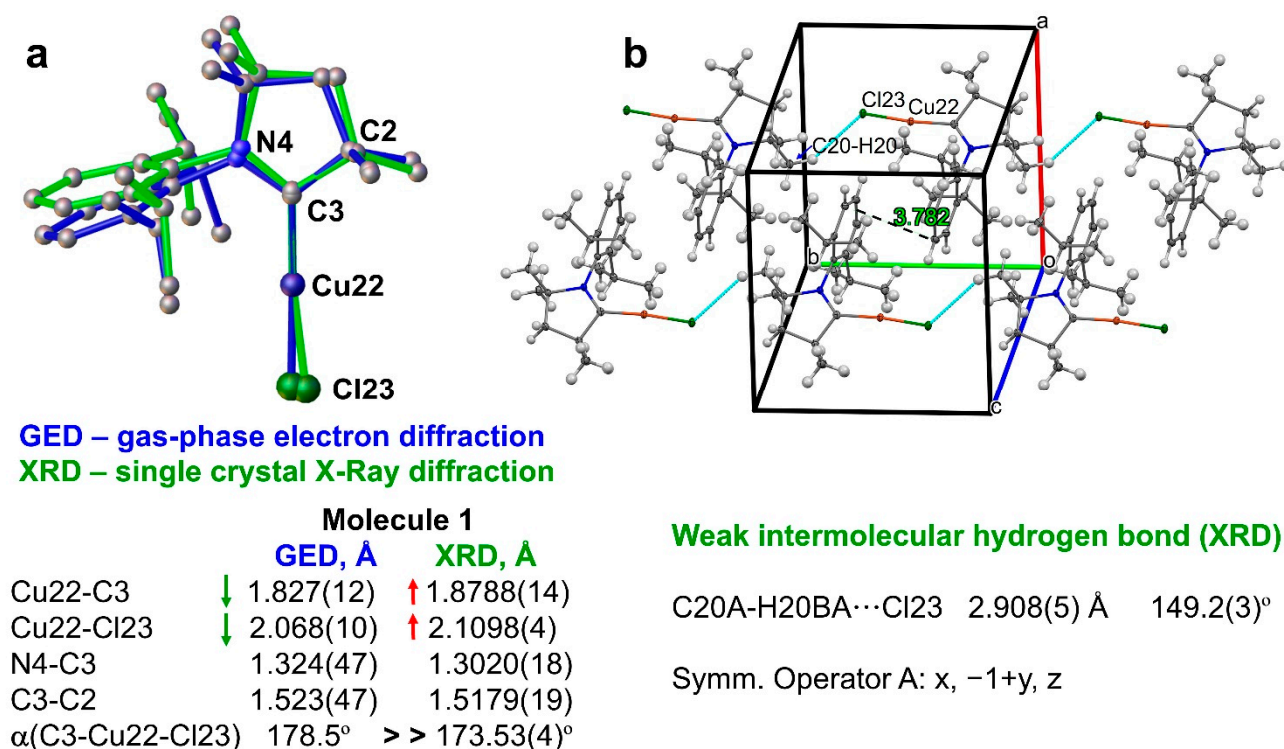 a
N4
C2
C3
Cu22
Cl23
b
a
Cl23
Cu22
C20-H20
3.782
b
o
c
GED – gas-phase electron diffraction
XRD – single crystal X-Ray diffraction
Molecule 1
GED, Å XRD, Å
Cu22-C3 ↓ 1.827(12) ↑ 1.8788(14)
Cu22-Cl23 ↓ 2.068(10) ↑ 2.1098(4)
N4-C3 1.324(47) 1.3020(18)
C3-C2 1.523(47) 1.5179(19)
α(C3-Cu22-Cl23) 178.5º > > 173.53(4)º
Weak intermolecular hydrogen bond (XRD)
C20A-H20BA···Cl23 2.908(5) Å 149.2(3)º
Symm. Operator A: x, −1+y, z